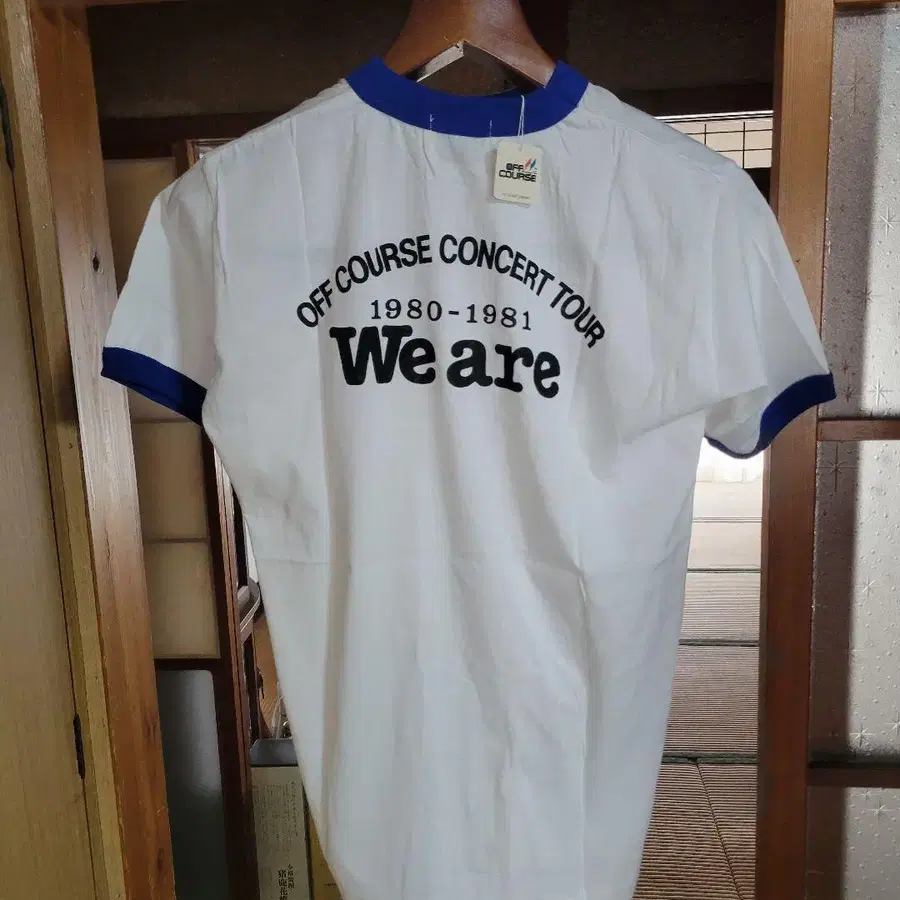 OFF
COURSE
OFF COURSE CONCERT TOUR
1980-1981
We are